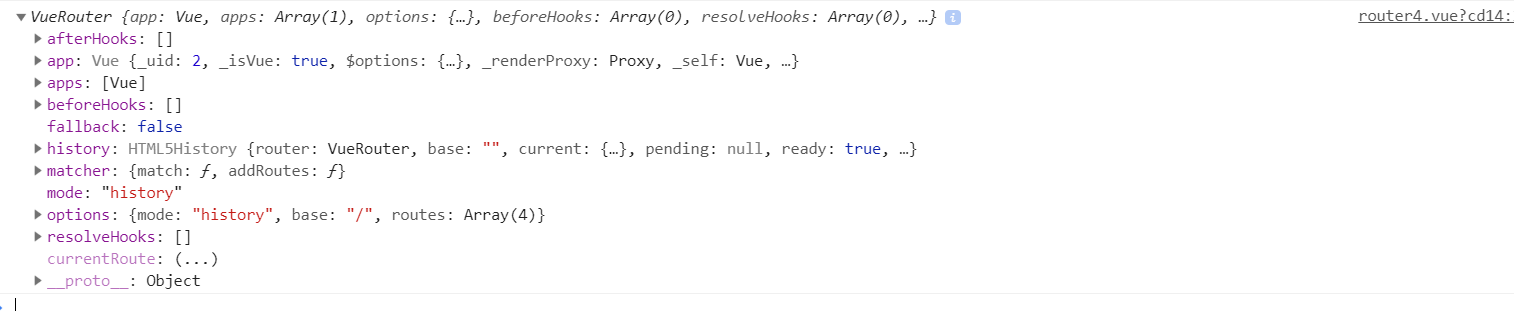 VueRouter {app: Vue, apps: Array(1), options: {…}, beforeHooks: Array(0), resolveHooks: Array(0), …} i router4.vue?cd14:
afterHooks: []
app: Vue {_uid: 2, _isVue: true, $options: {…}, _renderProxy: Proxy, _self: Vue, …}
apps: [Vue]
beforeHooks: []
fallback: false
history: HTML5History {router: VueRouter, base: "", current: {…}, pending: null, ready: true, …}
matcher: {match: ƒ, addRoutes: ƒ}
mode: "history"
options: {mode: "history", base: "/", routes: Array(4)}
resolveHooks: []
currentRoute: (...)
__proto__: Object